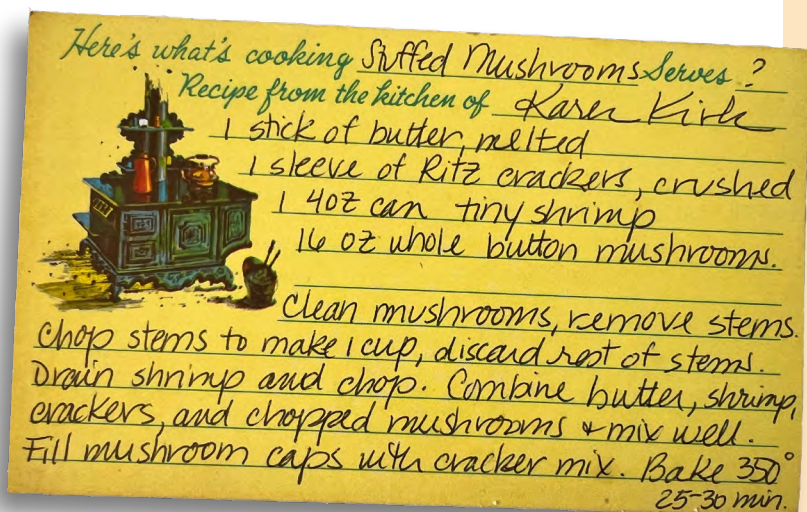 Here's what's cooking Stuffed Mushrooms Serves ?
Recipe from the kitchen of Karen Kirk
1 stick of butter, melted
1 sleeve of Ritz crackers, crushed
1 4oz can tiny shrimp
16 oz whole button mushrooms.
Clean mushrooms, remove stems.
Chop stems to make 1 cup, discard rest of stems.
Drain shrimp and chop. Combine butter, shrimp,
crackers, and chopped mushrooms + mix well.
Fill mushroom caps with cracker mix. Bake 350°
25-30 min.